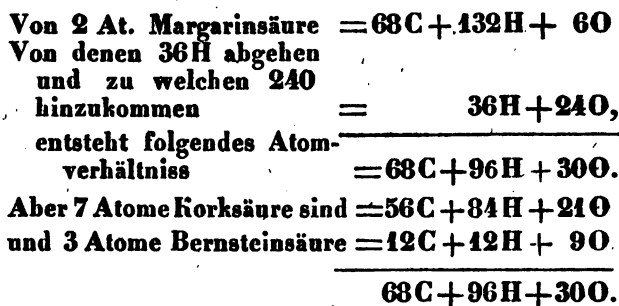 Von 2 At. Margarinsäure =68C+132H+ 6O
Von denen 36H abgehen
und zu welchen 24O
hinzukommen = 36H+24O,
entsteht folgendes Atom-
verhältniss =68C+96H+30O.
Aber 7 Atome Korksäure sind =56C+84H+21O
und 3 Atome Bernsteinsäure =12C+12H+ 9O
68C+96H+30O.